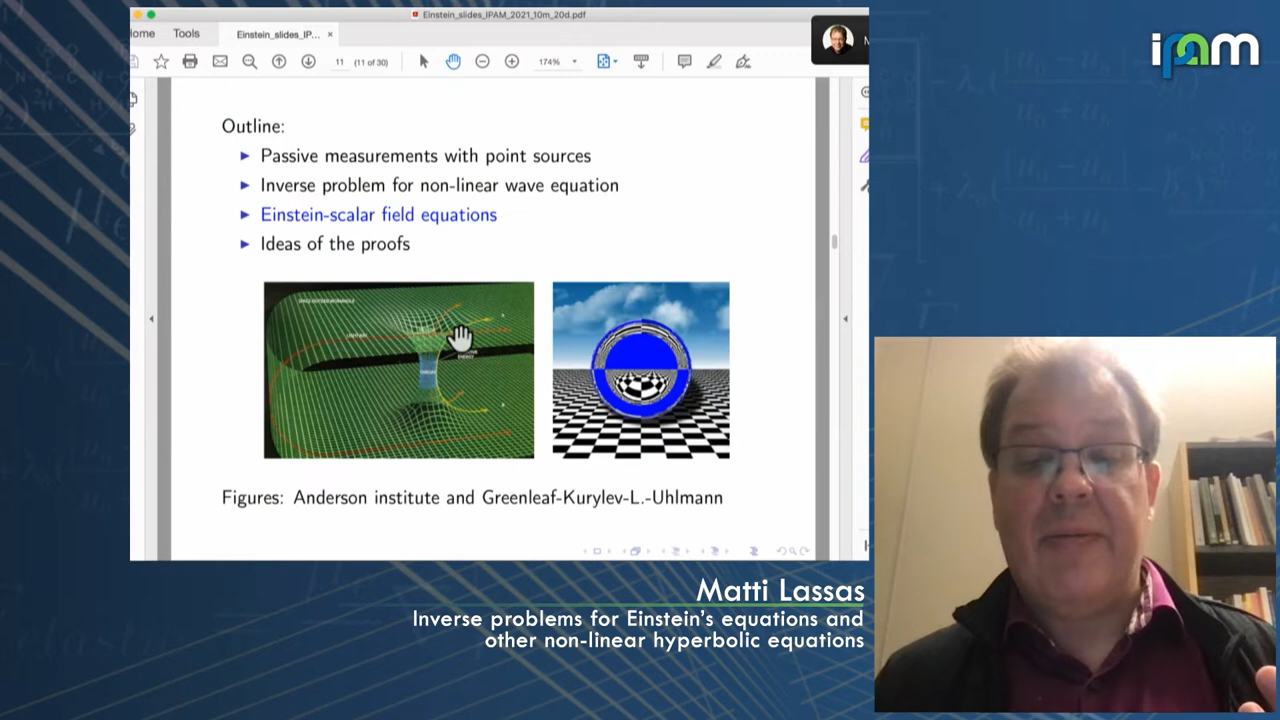 Einstein_slides_IPAM_2021_10m_20d.pdf
ome Tools Einstein_slides_IP... ×
11 (11 of 30) 174%
M
ipam
Outline:
Passive measurements with point sources
Inverse problem for non-linear wave equation
Einstein-scalar field equations
Ideas of the proofs
Figures: Anderson institute and Greenleaf-Kurylev-L.-Uhlmann
Matti Lassas
Inverse problems for Einstein's equations and
other non-linear hyperbolic equations